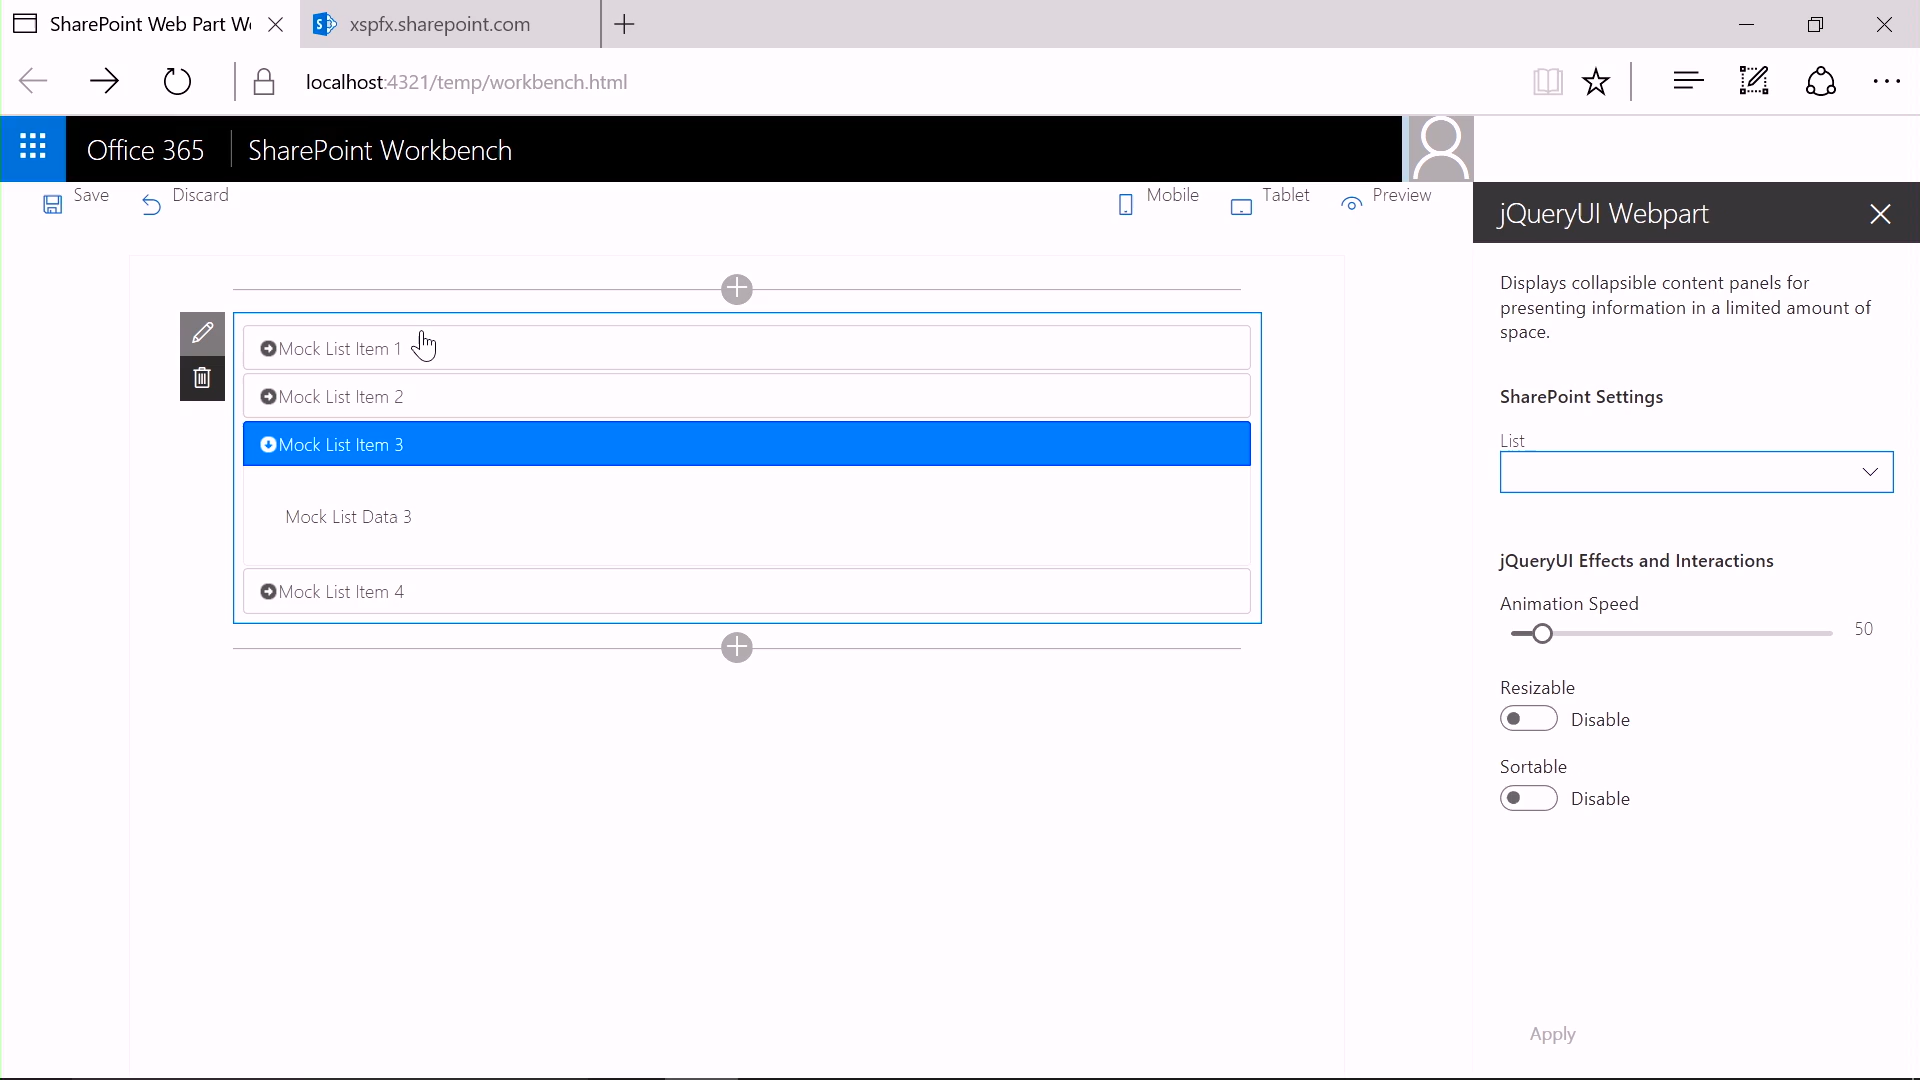 SharePoint Web Part W
xspfx.sharepoint.com
localhost:4321/temp/workbench.html
Office 365
SharePoint Workbench
Save
Discard
Mobile
Tablet
Preview
Mock List Item 1
Mock List Item 2
Mock List Item 3
Mock List Data 3
Mock List Item 4
jQueryUI Webpart
Displays collapsible content panels for
presenting information in a limited amount of
space.
SharePoint Settings
List
jQueryUI Effects and Interactions
Animation Speed
50
Resizable
Disable
Sortable
Disable
Apply